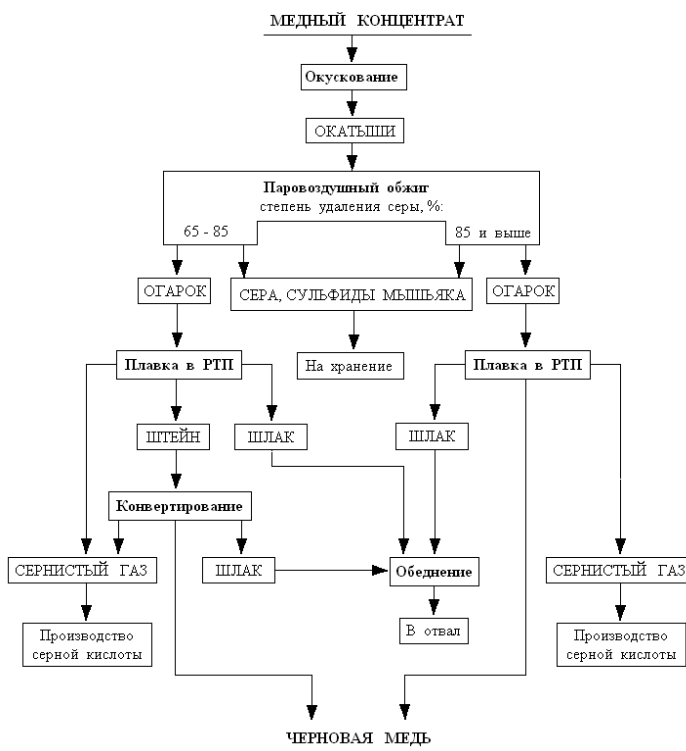 МЕДНЫЙ КОНЦЕНТРАТ
Окускование
ОКАТЫШИ
Паровоздушный обжиг
степень удаления серы, %:
65 - 85
85 и выше
ОГАРОК
СЕРА, СУЛЬФИДЫ МЫШЬЯКА
ОГАРОК
Плавка в РТП
На хранение
Плавка в РТП
ШТЕЙН
ШЛАК
ШЛАК
Конвертирование
СЕРНИСТЫЙ ГАЗ
ШЛАК
Обеднение
СЕРНИСТЫЙ ГАЗ
Производство
серной кислоты
В отвал
Производство
серной кислоты
ЧЕРНОВАЯ МЕДЬ